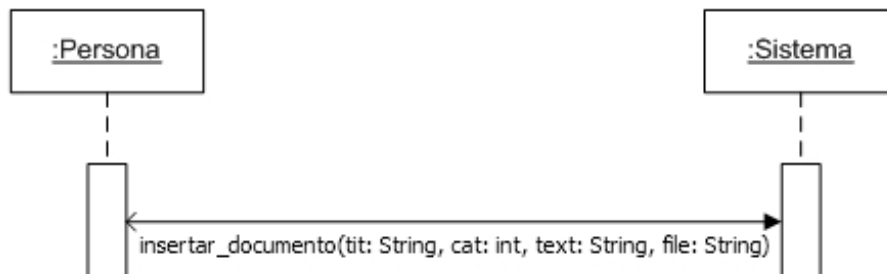 :Persona
:Sistema
insertar_documento(tit: String, cat: int, text: String, file: String)